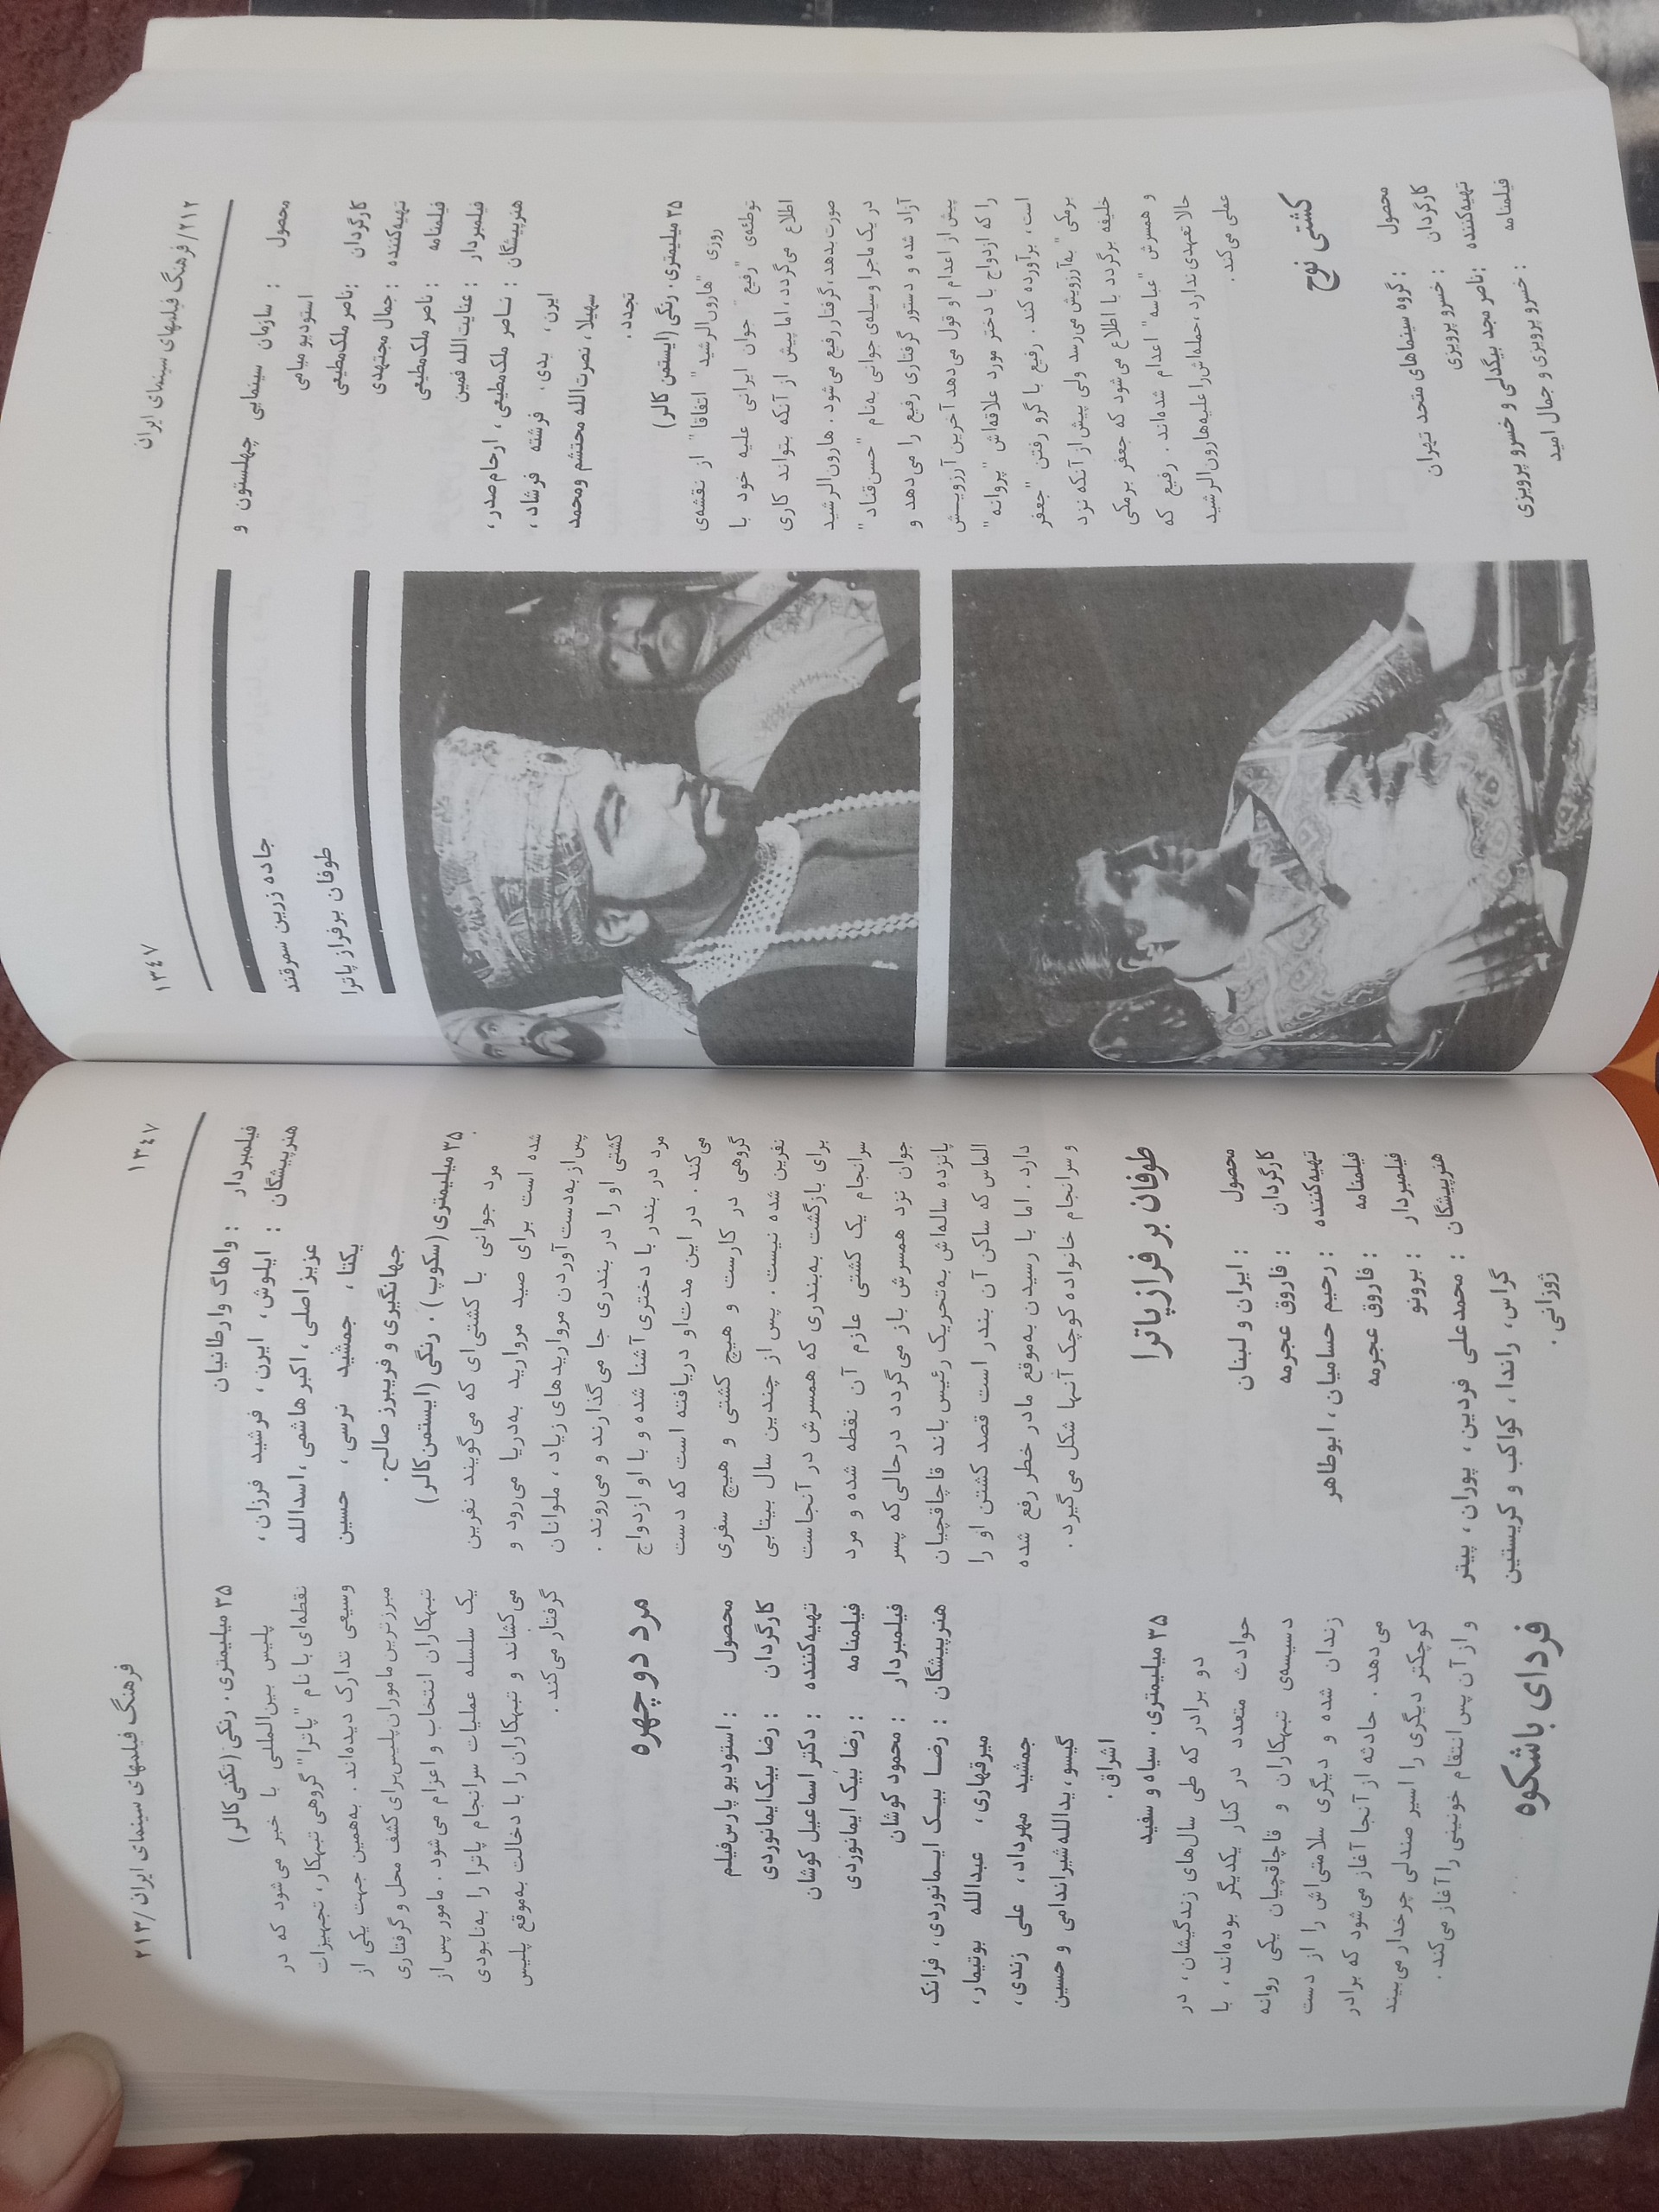 ۲۱۲/ فرهنگ فیلمهای سینمای ایران
۱۳٤۷
محصول : سازمان سینمایی چهلستون و
استودیو میامی
کارگردان : ناصر ملک‌مطیعی
تهیه‌کننده : جمال مجتهدی
فیلمنامه : ناصر ملک‌مطیعی
فیلمبردار : عنایت‌الله فمین
هنرپیشگان : ناصر ملک‌مطیعی، ارحام‌صدر،
ایرن، بدی، فرشته فرشاد،
سهیلا، نصرت‌الله محتشم ومحمد
تجدد.
۳۵ میلیمتری. رنگی (ایستمن کالر)
روزی "هارون‌الرشید" اتفاقا" از نقشه‌ی
توطئه‌ی "رفیع" جوان ایرانی علیه خود با
اطلاع می‌گردد، اما پیش از آنکه بتواند کاری
صورت بدهد، گرفتار رفیع می‌شود. هارون‌الرشید
در یک ماجرا وسیله‌ی جوانی به‌نام "حسن‌قناد"
آزاد شده و دستور گرفتاری رفیع را می‌دهد و
پیش از اعدام او قول می‌دهد آخرین آرزویش
را که ازدواج با دختر مورد علاقه‌اش "پروانه"
است، برآورده کند. رفیع با گرو رفتن "جعفر
برمکی" به‌آرزویش می‌رسد ولی پیش از آنکه نزد
خلیفه برگردد با اطلاع می‌شود که جعفر برمکی
و همسرش "عباسه" اعدام شده‌اند. رفیع که
حالا تعهدی ندارد، حمله‌اش را علیه هارون‌الرشید
عملی می‌کند.
کشتی نوح
محصول : گروه سینماهای متحد تهران
کارگردان : خسرو پرویزی
تهیه‌کننده : ناصر مجد بیگدلی و خسرو پرویزی
فیلمنامه : خسرو پرویزی و جمال امید
جاده زرین سمرقند
طوفان برفراز پاترا
۱۳٤۷
فرهنگ فیلمهای سینمای ایران /۲۱۳
فیلمبردار : واهاگ وارطانیان
هنرپیشگان : ایلوش، ایرن، فرشید فرزان،
عزیز اصلی، اکبر هاشمی، اسدالله
یکتا، جمشید نرسی، حسین
جهانگیری و فریبرز صالح.
۳۵ میلیمتری (سکوپ). رنگی (ایستمن‌کالر)
مرد جوانی با کشتی‌ای که می‌گویند نفرین
شده است برای صید مروارید به‌دریا می‌رود و
پس از به‌دست آوردن مرواریدهای زیاد، ملوانان
کشتی او را در بندری جا می‌گذارند و می‌روند.
مرد در بندر با دختری آشنا شده و با او ازدواج
می‌کند. در این مدت‌او دریافته است که دست
گروهی در کارست و هیچ کشتی و هیچ سفری
نفرین شده نیست. پس از چندین سال بیتابی
برای بازگشت به‌بندری که همسرش در آنجاست
سرانجام یک کشتی عازم آن نقطه شده و مرد
جوان نزد همسرش باز می‌گردد درحالی‌که پسر
پانزده ساله‌اش به‌تحریک رئیس باند قاچاقچیان
الماس که ساکن آن بندر است قصد کشتن او را
دارد. اما با رسیدن به‌موقع مادر خطر رفع شده
و سرانجام خانواده کوچک آنها شکل می‌گیرد.
طوفان بر فراز پاترا
محصول : ایران و لبنان
کارگردان : فاروق عجرمه
تهیه‌کننده : رحیم حسامیان، ابوطاهر
فیلمنامه : فاروق عجرمه
فیلمبردار : برونو
هنرپیشگان : محمدعلی فردین، پوران، پیتر
گراس، راندا، کواکب و کریستین
ژوزانی.
۳۵ میلیمتری. رنگی (تکنی‌کالر)
پلیس بین‌المللی با خبر می‌شود که در
نقطه‌ای با نام "پاترا" گروهی تبهکار، تجهیزات
وسیعی تدارک دیده‌اند. به‌همین جهت یکی از
مبرزترین ماموران پلیس‌برای کشف محل و گرفتاری
تبهکاران انتخاب و اعزام می‌شود. مامور پس از
یک سلسله عملیات سرانجام پاترا را به‌نابودی
می‌کشاند و تبهکاران را با دخالت به‌موقع پلیس
گرفتار می‌کند.
مرد دو چهره
محصول : استودیو پارس‌فیلم
کارگردان : رضا بیک‌ایمانوردی
تهیه‌کننده : دکتر اسماعیل کوشان
فیلمنامه : رضا بیک ایمانوردی
فیلمبردار : محمود کوشان
هنرپیشگان : رضا بیک ایمانوردی، فرانک
میرقهاری، عبدالله بوتیمار،
جمشید مهرداد، علی زندی،
گیسو، یدالله شیراندامی و حسین
اشراق.
۳۵ میلیمتری. سیاه و سفید
دو برادر که طی سال‌های زندگیشان، در
حوادث متعدد در کنار یکدیگر بوده‌اند، با
دسیسه‌ی تبهکاران و قاچاقچیان یکی روانه
زندان شده و دیگری سلامتی‌اش را از دست
می‌دهد. حادثه از آنجا آغاز می‌شود که برادر
کوچکتر دیگری را اسیر صندلی چرخدار می‌بیند
و از آن پس انتقام خونینی را آغاز می‌کند.
فردای باشکوه